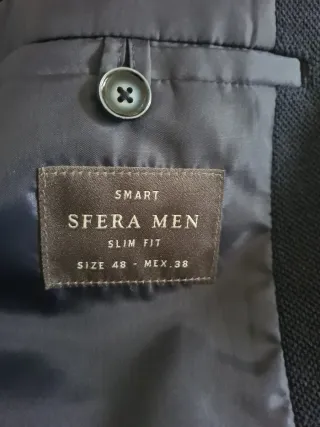 SMART
SFERA MEN
SLIM FIT
SIZE 48 - MEX.38